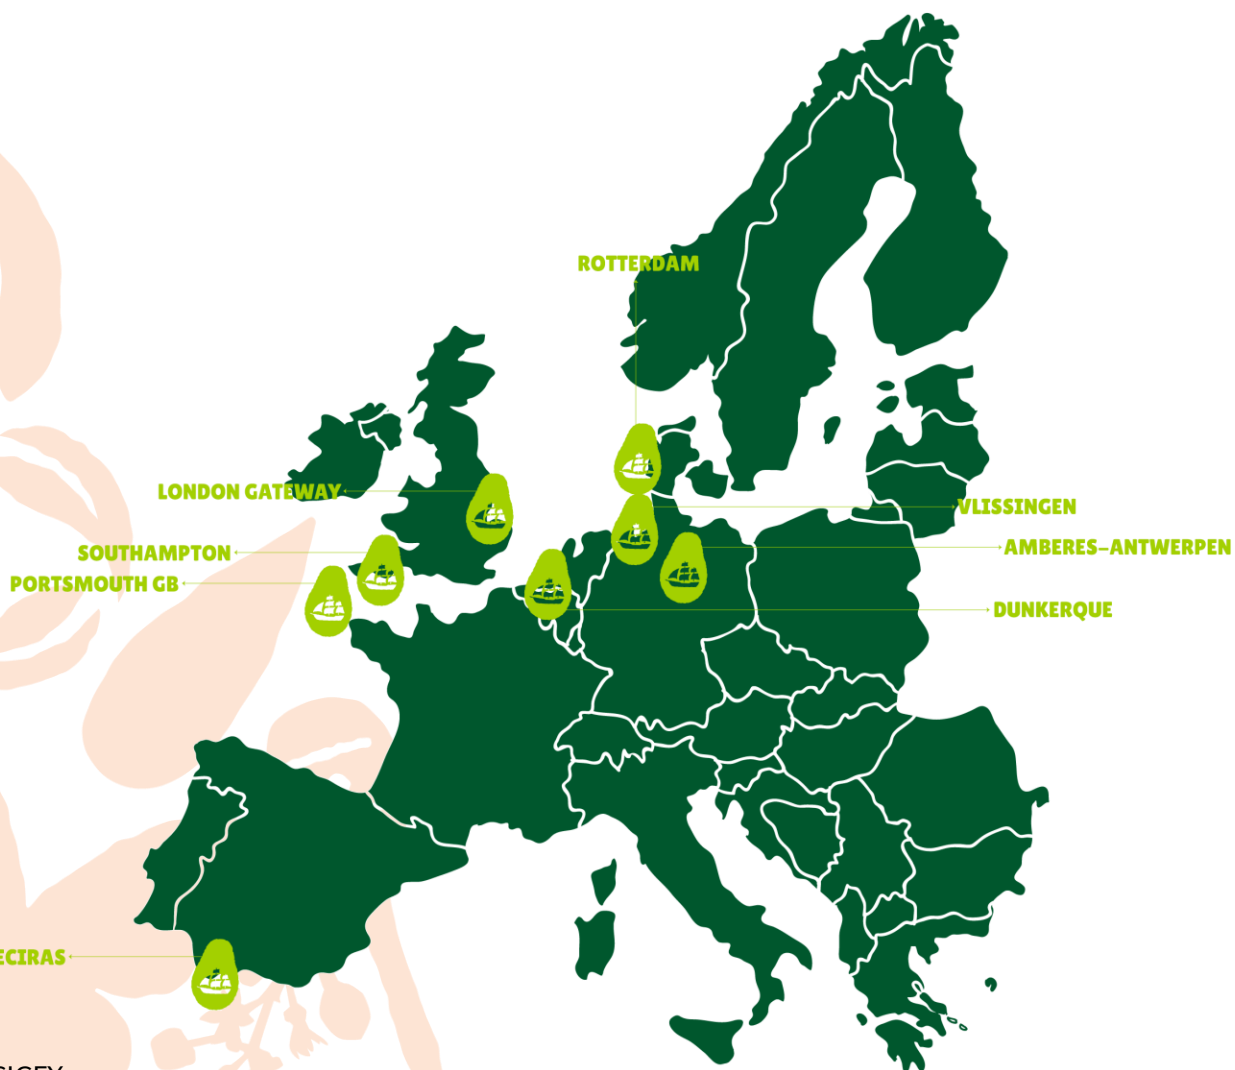 ROTTERDAM
LONDON GATEWAY
VLISSINGEN
SOUTHAMPTON
AMBERES-ANTWERPEN
PORTSMOUTH GB
DUNKERQUE
ECIRAS